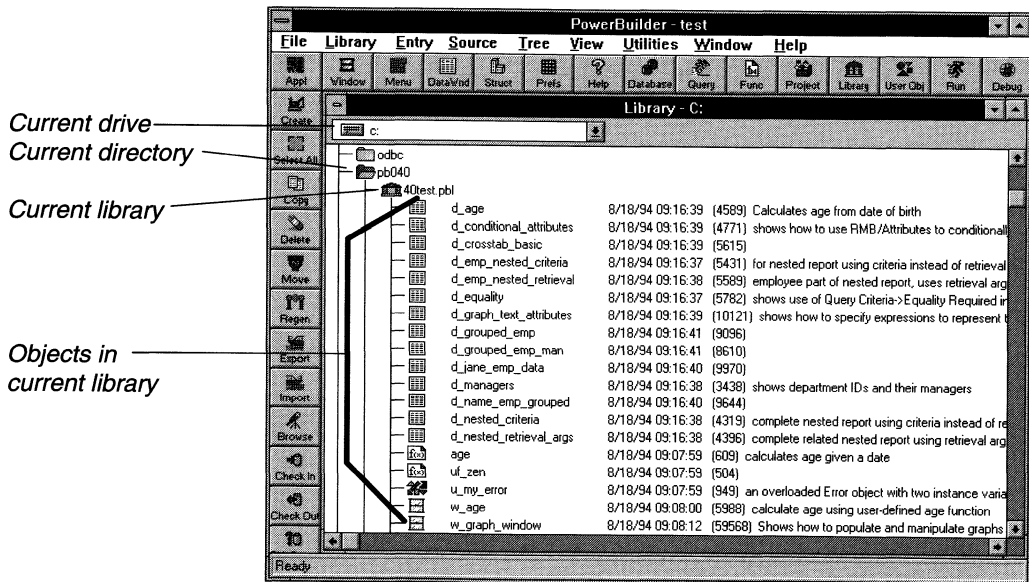 PowerBuilder - test
File Library Entry Source Tree View Utilities Window Help
Appl Window Menu DataWnd Struct Prefs Help Database Query Func Project Library User Obj Run Debug
Create
Select All
Copy
Delete
Move
Regen
Export
Import
Browse
Check In
Check Out
Library - C:
Current drive
c:
Current directory
odbc
pb040
Current library
40test.pbl
Objects in
current library
d_age 8/18/94 09:16:39 (4589) Calculates age from date of birth
d_conditional_attributes 8/18/94 09:16:39 (4771) shows how to use RMB/Attributes to conditionall
d_crosstab_basic 8/18/94 09:16:39 (5615)
d_emp_nested_criteria 8/18/94 09:16:37 (5431) for nested report using criteria instead of retrieval
d_emp_nested_retrieval 8/18/94 09:16:38 (5589) employee part of nested report, uses retrieval arg
d_equality 8/18/94 09:16:37 (5782) shows use of Query Criteria->Equality Required in
d_graph_text_attributes 8/18/94 09:16:39 (10121) shows how to specify expressions to represent t
d_grouped_emp 8/18/94 09:16:41 (9096)
d_grouped_emp_man 8/18/94 09:16:41 (8610)
d_jane_emp_data 8/18/94 09:16:40 (9970)
d_managers 8/18/94 09:16:38 (3438) shows department IDs and their managers
d_name_emp_grouped 8/18/94 09:16:40 (9644)
d_nested_criteria 8/18/94 09:16:38 (4319) complete nested report using criteria instead of re
d_nested_retrieval_args 8/18/94 09:16:38 (4396) complete related nested report using retrieval arg
age 8/18/94 09:07:59 (609) calculates age given a date
uf_zen 8/18/94 09:07:59 (504)
u_my_error 8/18/94 09:07:59 (949) an overloaded Error object with two instance varia
w_age 8/18/94 09:08:00 (5988) calculate age using user-defined age function
w_graph_window 8/18/94 09:08:12 (59568) Shows how to populate and manipulate graphs
Ready